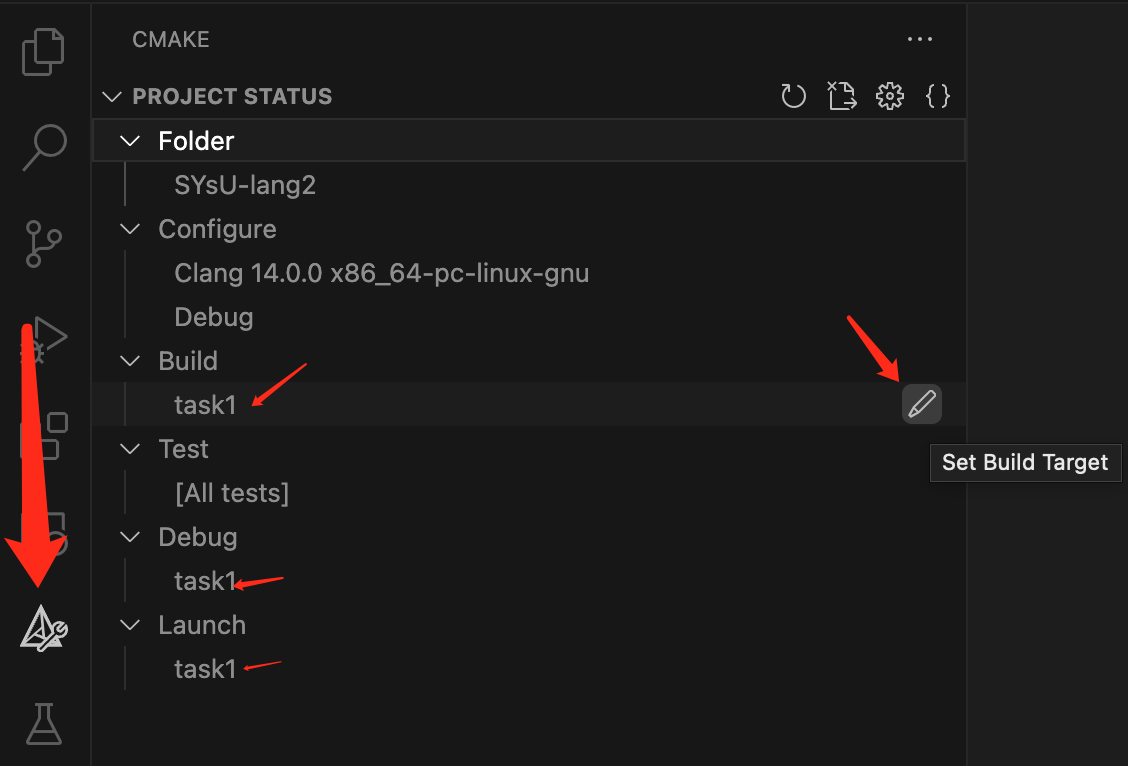 CMAKE
PROJECT STATUS
Folder
SYsU-lang2
Configure
Clang 14.0.0 x86_64-pc-linux-gnu
Debug
Build
task1
Set Build Target
Test
[All tests]
Debug
task1
Launch
task1